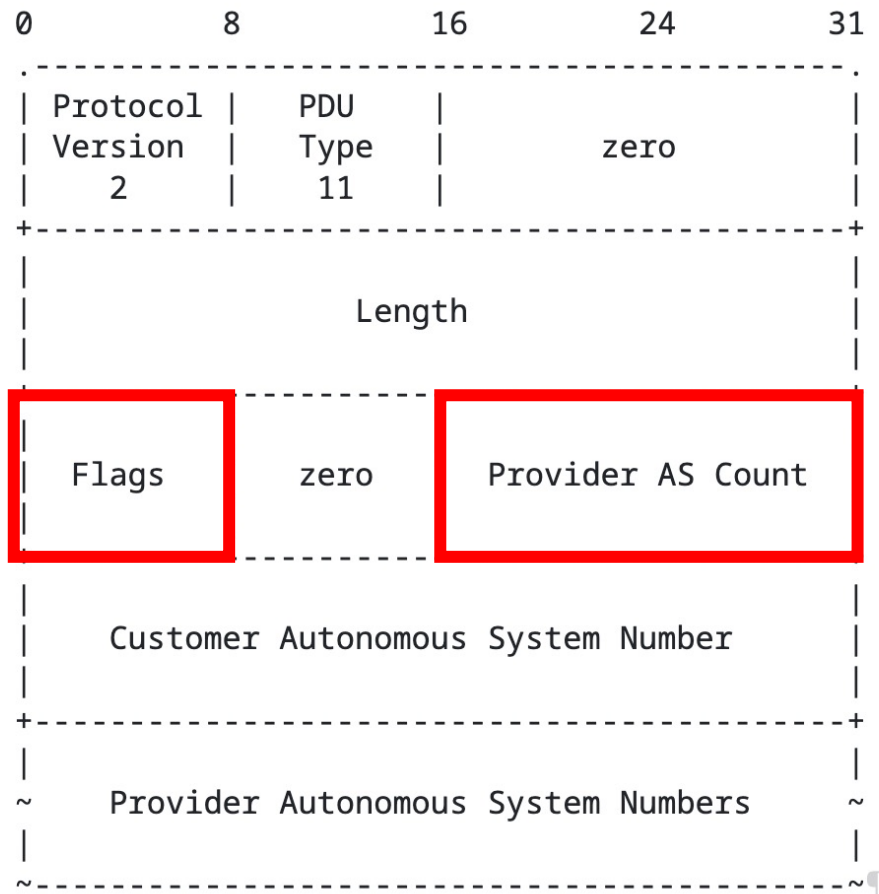 0 8 16 24 31
.-------------------------------------------.
| Protocol | PDU | |
| Version | Type | zero |
| 2 | 11 | |
+-------------------------------------------+
| |
| Length |
| |
-----------
| Flags zero Provider AS Count
-----------
| |
| Customer Autonomous System Number |
| |
+-------------------------------------------+
| |
~ Provider Autonomous System Numbers ~
| |
~-------------------------------------------~¶